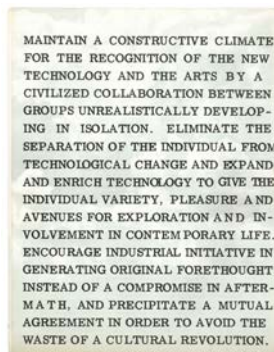 MAINTAIN A CONSTRUCTIVE CLIMATE
FOR THE RECOGNITION OF THE NEW
TECHNOLOGY AND THE ARTS BY A
CIVILIZED COLLABORATION BETWEEN
GROUPS UNREALISTICALLY DEVELOP-
ING IN ISOLATION. ELIMINATE THE
SEPARATION OF THE INDIVIDUAL FROM
TECHNOLOGICAL CHANGE AND EXPAND
AND ENRICH TECHNOLOGY TO GIVE THE
INDIVIDUAL VARIETY, PLEASURE AND
AVENUES FOR EXPLORATION AND IN-
VOLVEMENT IN CONTEMPORARY LIFE.
ENCOURAGE INDUSTRIAL INITIATIVE IN
GENERATING ORIGINAL FORETHOUGHT
INSTEAD OF A COMPROMISE IN AFTER-
MATH, AND PRECIPITATE A MUTUAL
AGREEMENT IN ORDER TO AVOID THE
WASTE OF A CULTURAL REVOLUTION.